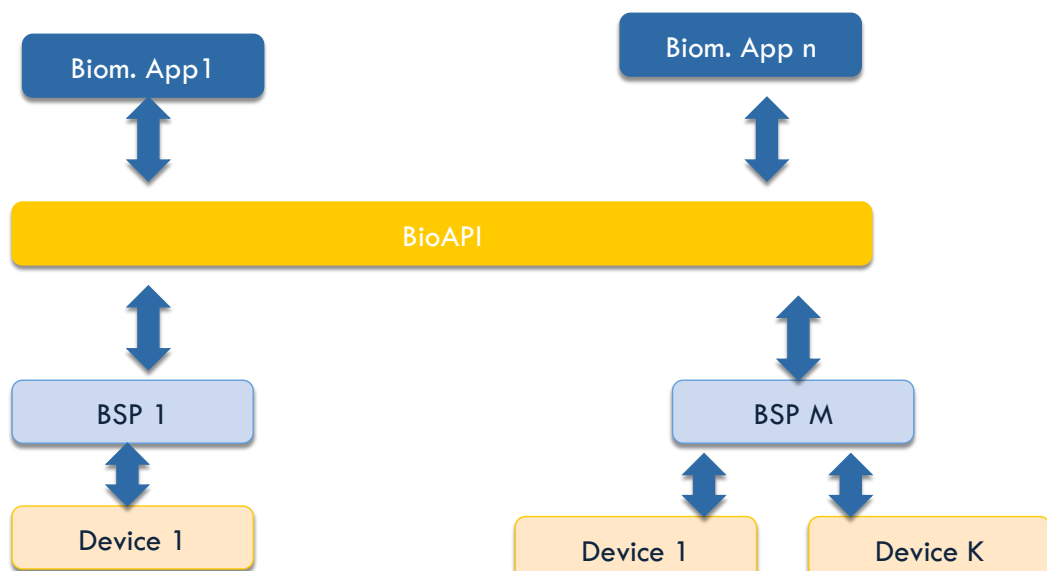 Biom. App1
Biom. App n
BioAPI
BSP 1
BSP M
Device 1
Device 1
Device K